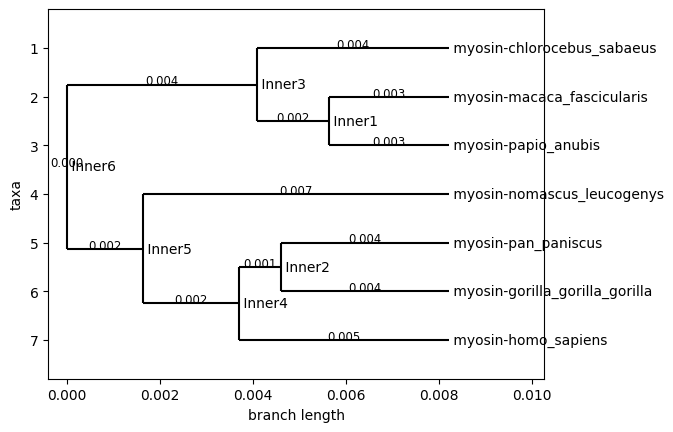 1
0.004
myosin-chlorocebus_sabaeus
0.004
Inner3
2
0.003
myosin-macaca_fascicularis
0.002
Inner1
3
0.003
myosin-papio_anubis
0.000
Inner6
taxa
4
0.007
myosin-nomascus_leucogenys
5
0.002
Inner5
0.004
myosin-pan_paniscus
0.001
Inner2
6
0.002
Inner4
0.004
myosin-gorilla_gorilla_gorilla
7
0.005
myosin-homo_sapiens
0.000 0.002 0.004 0.006 0.008 0.010
branch length